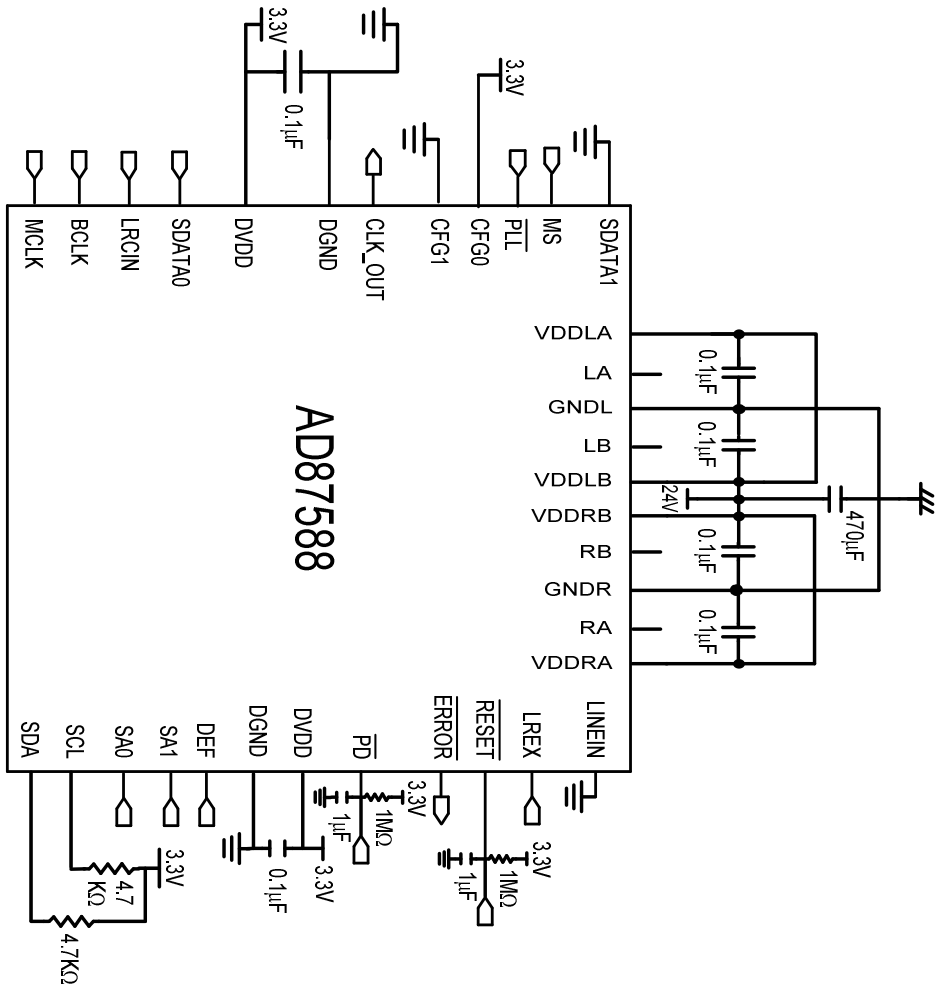 3.3V
0.1µF
3.3V
MCLK
BCLK
LRCIN
SDATA0
DVDD
DGND
CLK_OUT
CFG1
CFG0
PLL
MS
SDATA1
VDDLA
LA
GNDL
LB
VDDLB
VDDRB
RB
GNDR
RA
VDDRA
0.1µF
0.1µF
24V
470µF
0.1µF
0.1µF
AD87588
SDA
SCL
SA0
SA1
DEF
DGND
DVDD
PD
ERROR
RESET
LREX
LINEIN
3.3V
1MΩ
1µF
3.3V
1MΩ
1µF
3.3V
0.1µF
3.3V
4.7
KΩ
4.7KΩ